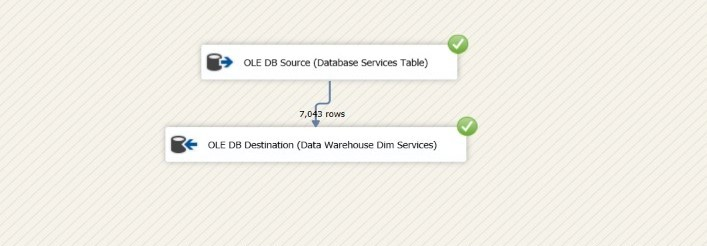 OLE DB Source (Database Services Table)
7,043 rows
OLE DB Destination (Data Warehouse Dim Services)